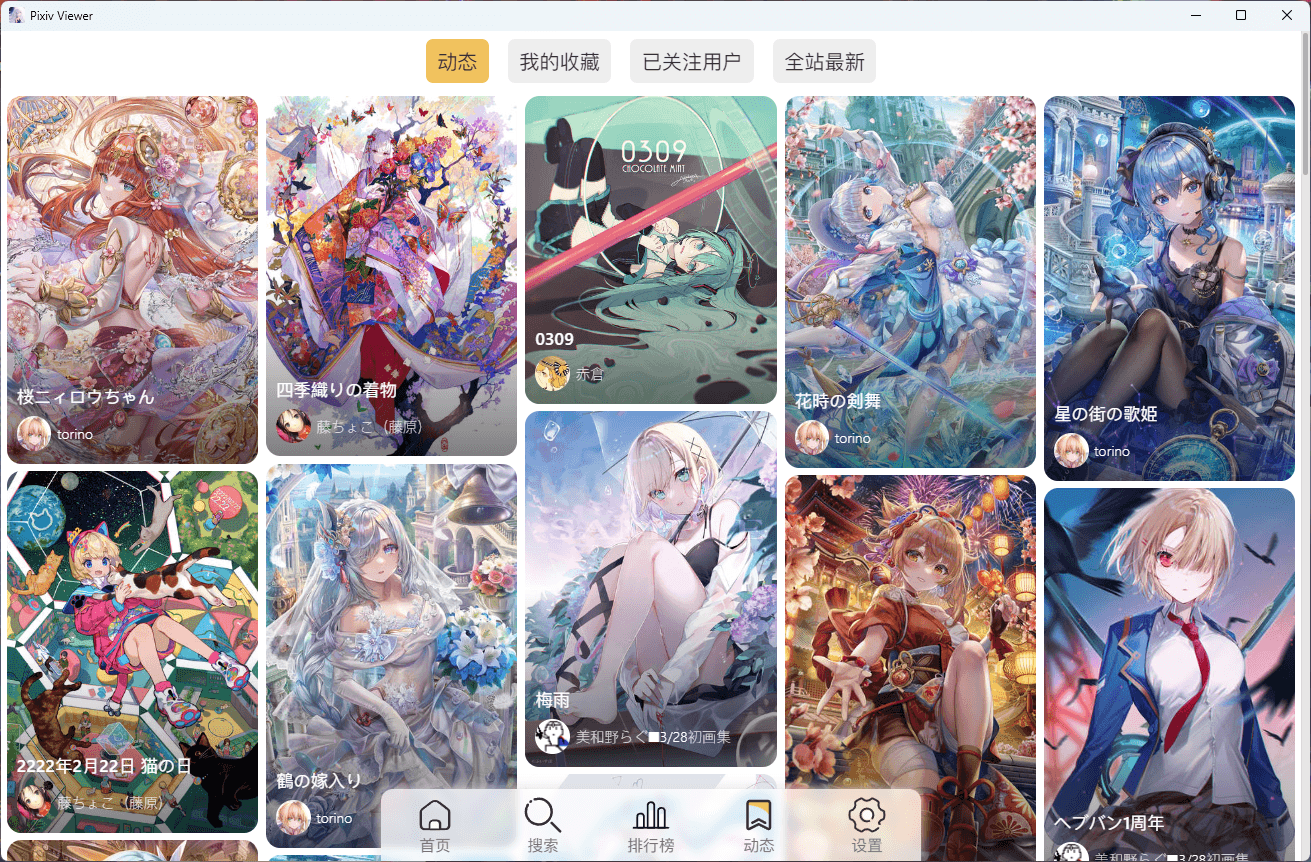 Pixiv Viewer
动态
我的收藏
已关注用户
全站最新
桜ニィロウちゃん
torino
四季織りの着物
藤ちょこ（藤原）
0309
CHOCOLATE MINT
0309
赤倉
花時の剣舞
torino
星の街の歌姫
torino
2222年2月22日 猫の日
藤ちょこ（藤原）
鶴の嫁入り
torino
梅雨
美和野らぐ■3/28初画集
ヘブバン1周年
美和野らぐ■3/28初画集
首页
搜索
排行榜
动态
设置